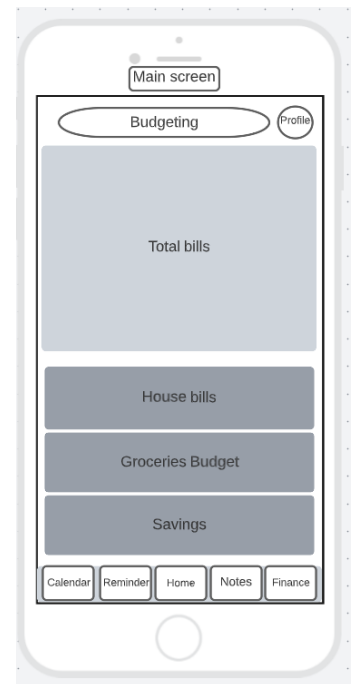 Main screen
Budgeting
Profile
Total bills
House bills
Groceries Budget
Savings
Calendar
Reminder
Home
Notes
Finance